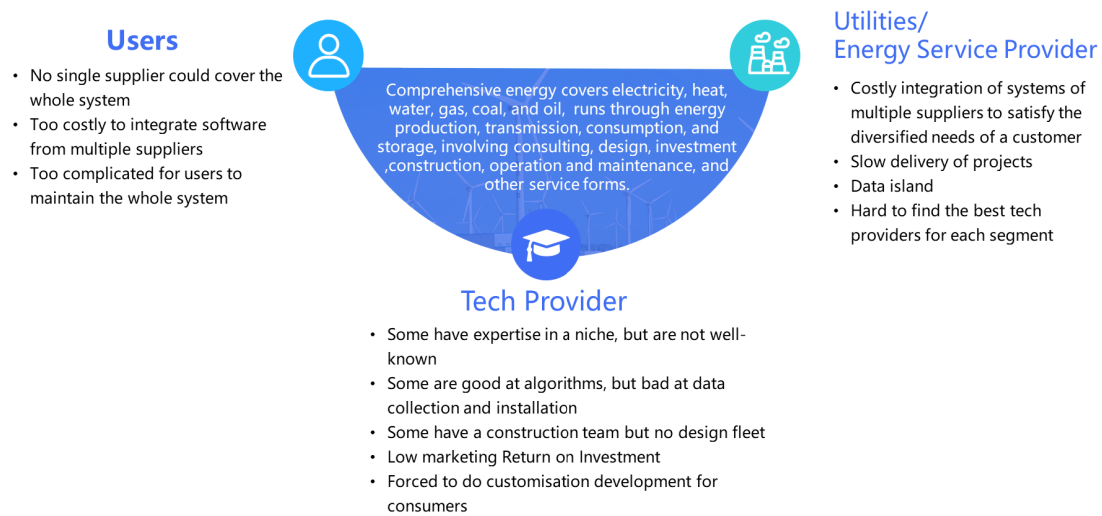 Users
• No single supplier could cover the
whole system
• Too costly to integrate software
from multiple suppliers
• Too complicated for users to
maintain the whole system
Comprehensive energy covers electricity, heat,
water, gas, coal, and oil, runs through energy
production, transmission, consumption, and
storage, involving consulting, design, investment
,construction, operation and maintenance, and
other service forms.
Utilities/
Energy Service Provider
• Costly integration of systems of
multiple suppliers to satisfy the
diversified needs of a customer
• Slow delivery of projects
• Data island
• Hard to find the best tech
providers for each segment
Tech Provider
• Some have expertise in a niche, but are not well-
known
• Some are good at algorithms, but bad at data
collection and installation
• Some have a construction team but no design fleet
• Low marketing Return on Investment
• Forced to do customisation development for
consumers